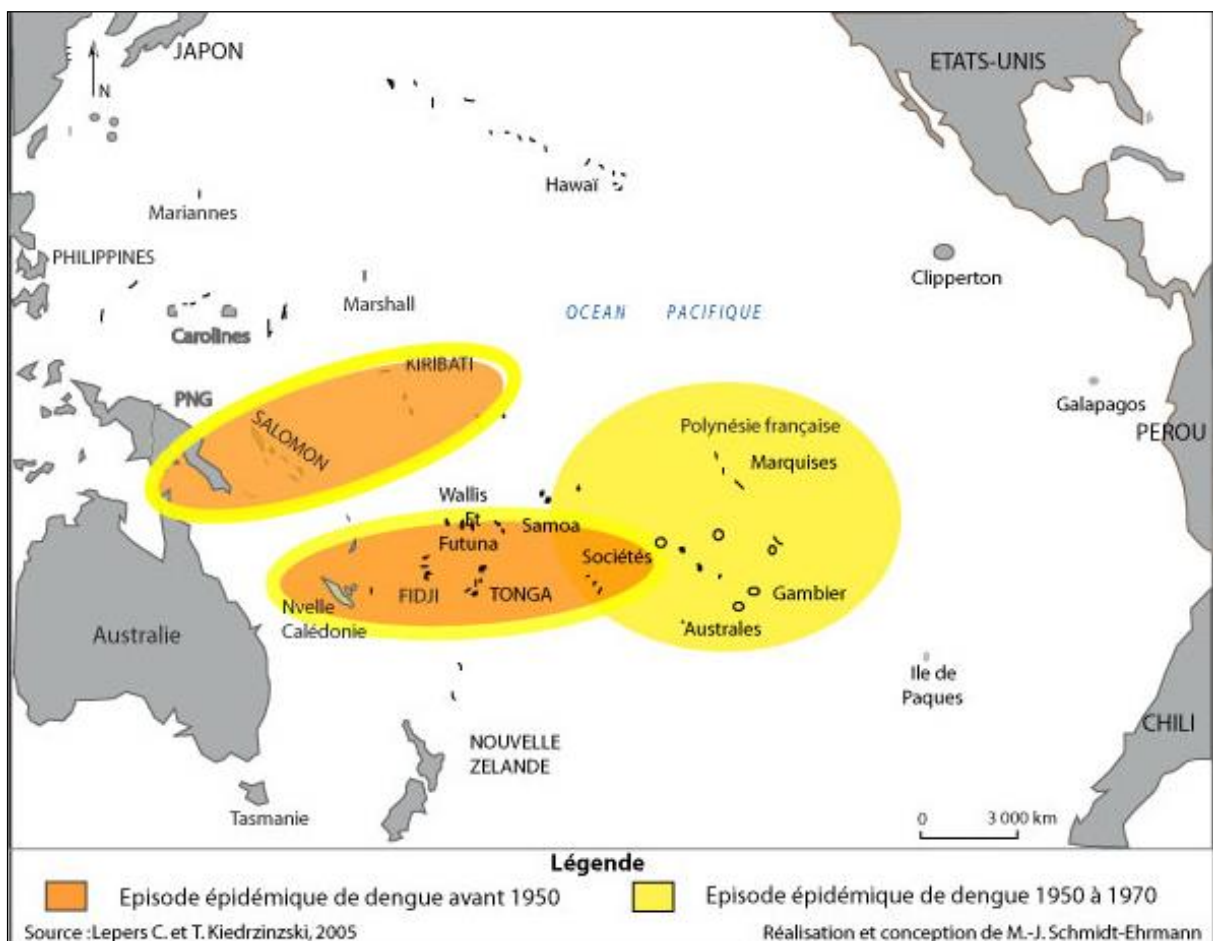 JAPON
ETATS-UNIS
N
Hawaï
Mariannes
PHILIPPINES
Clipperton
Marshall
OCEAN PACIFIQUE
Carolines
KIRIBATI
PNG
Galapagos
SALOMON
Polynésie française
PEROU
Marquises
Wallis
Et
Futuna
Samoa
Sociétés
FIDJI
TONGA
Gambier
Nvelle
Calédonie
Australes
Australie
Ile de
Paques
CHILI
NOUVELLE
ZELANDE
Tasmanie
0 3 000 km
Légende
Episode épidémique de dengue avant 1950
Episode épidémique de dengue 1950 à 1970
Source :Lepers C. et T. Kiedrzinzski, 2005
Réalisation et conception de M.-J. Schmidt-Ehrmann